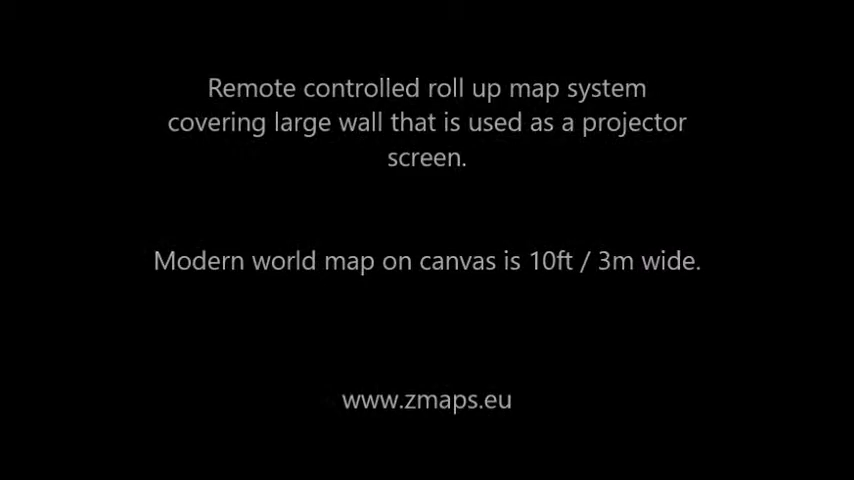 Remote controlled roll up map system
covering large wall that is used as a projector
screen.
Modern world map on canvas is 10ft / 3m wide.
www.zmaps.eu